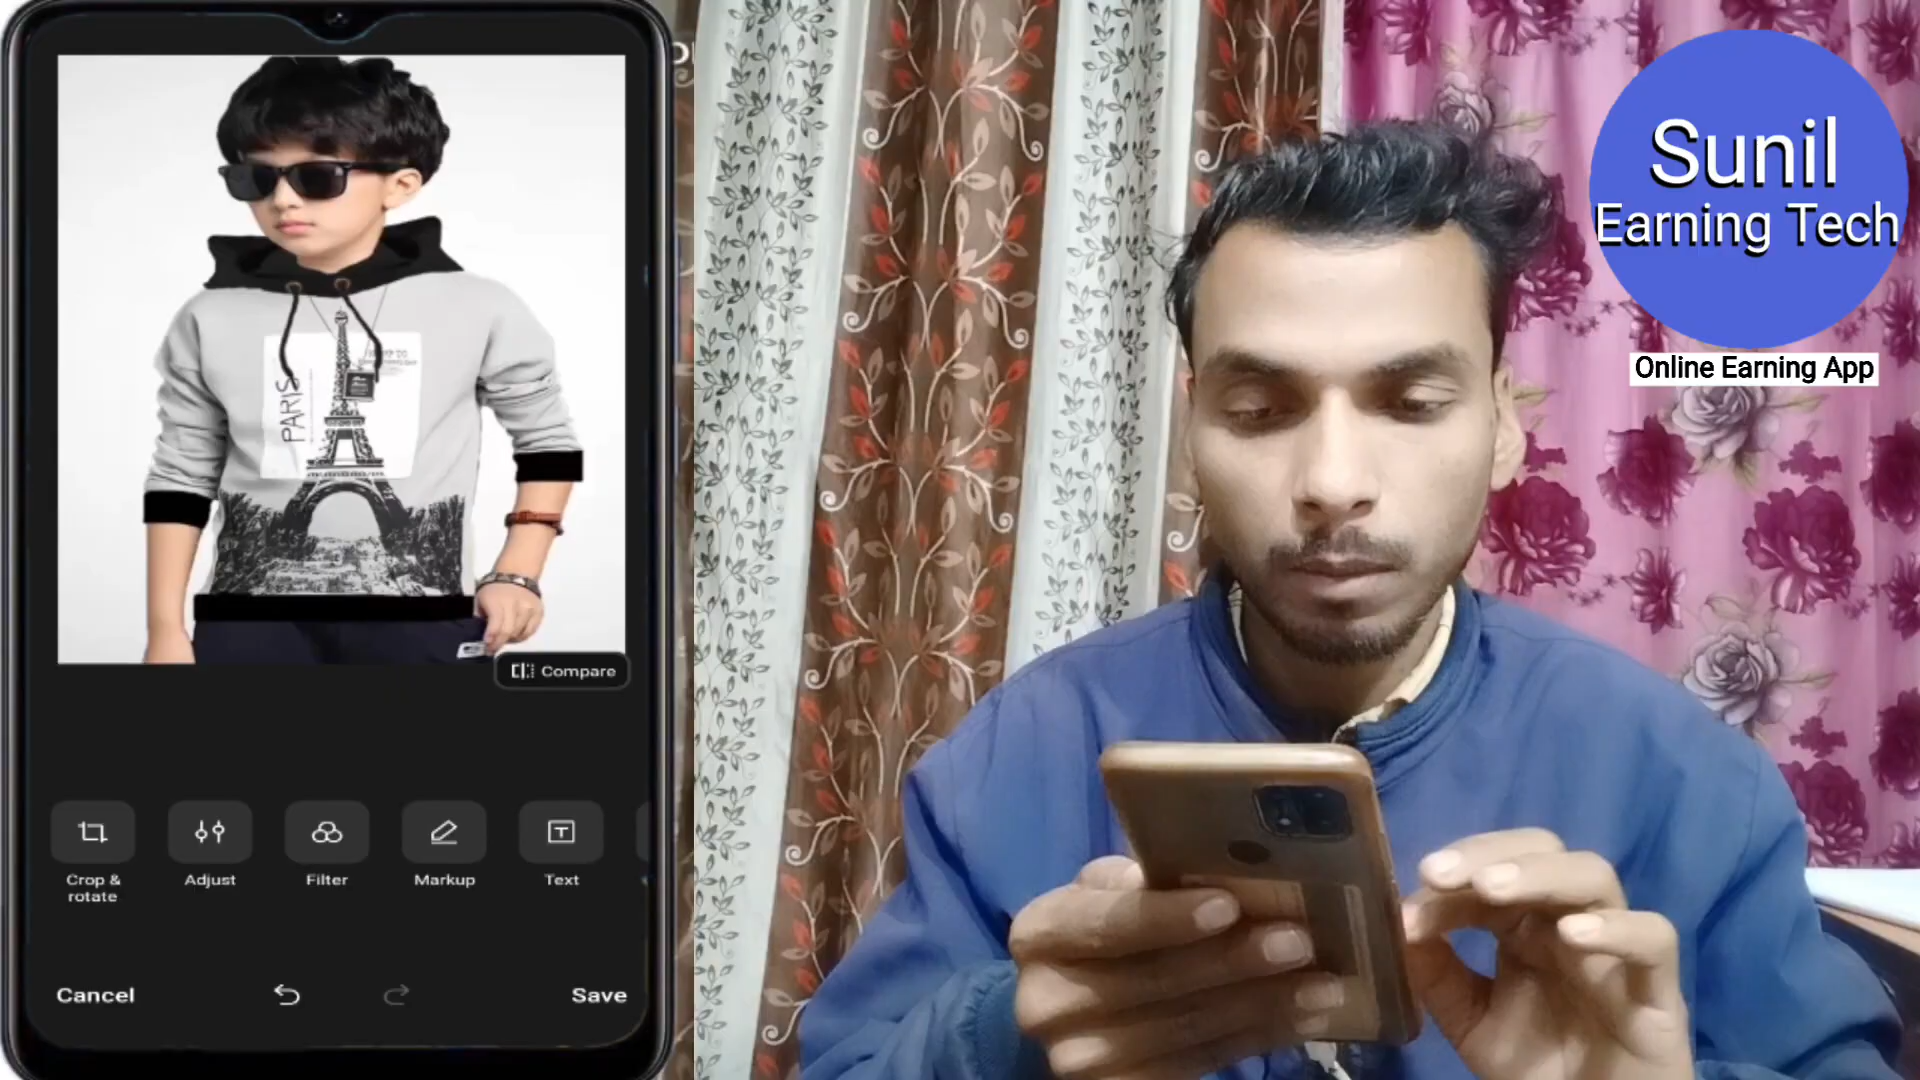 PARIS
Compare
Crop &
rotate
Adjust
Filter
Markup
Text
Cancel
Save
Sunil
Earning Tech
Online Earning App